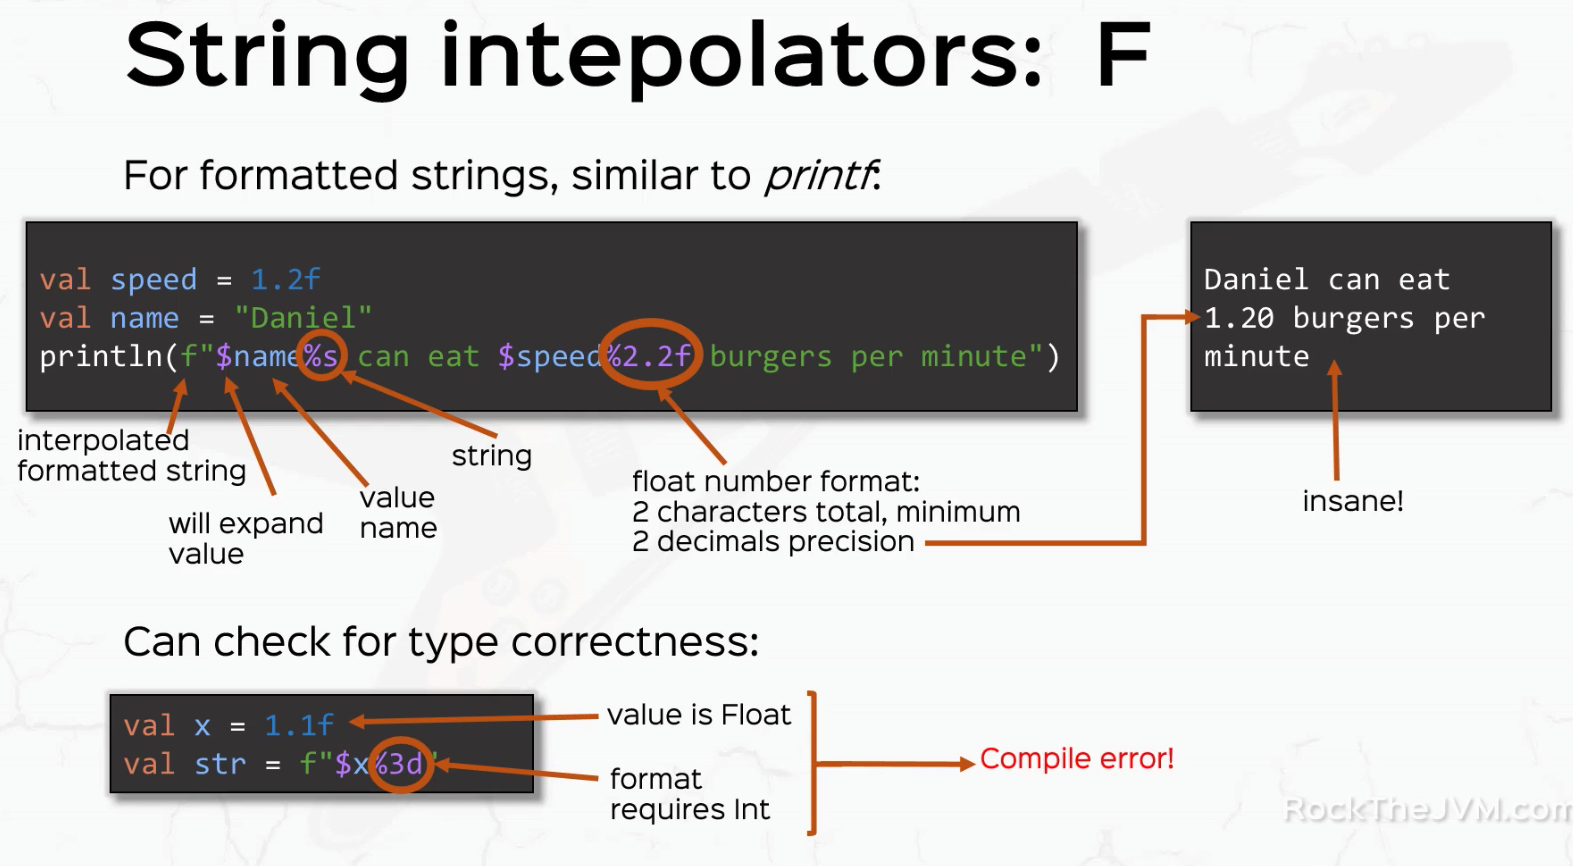 String intepolators: F
For formatted strings, similar to printf:
val speed = 1.2f
val name = "Daniel"
println(f"$name%s can eat $speed%2.2f burgers per minute")
Daniel can eat
1.20 burgers per
minute
interpolated
formatted string
will expand
value
value
name
string
float number format:
2 characters total, minimum
2 decimals precision
insane!
Can check for type correctness:
val x = 1.1f
val str = f"$x%3d"
value is Float
format
requires Int
Compile error!
RockTheJVM.com